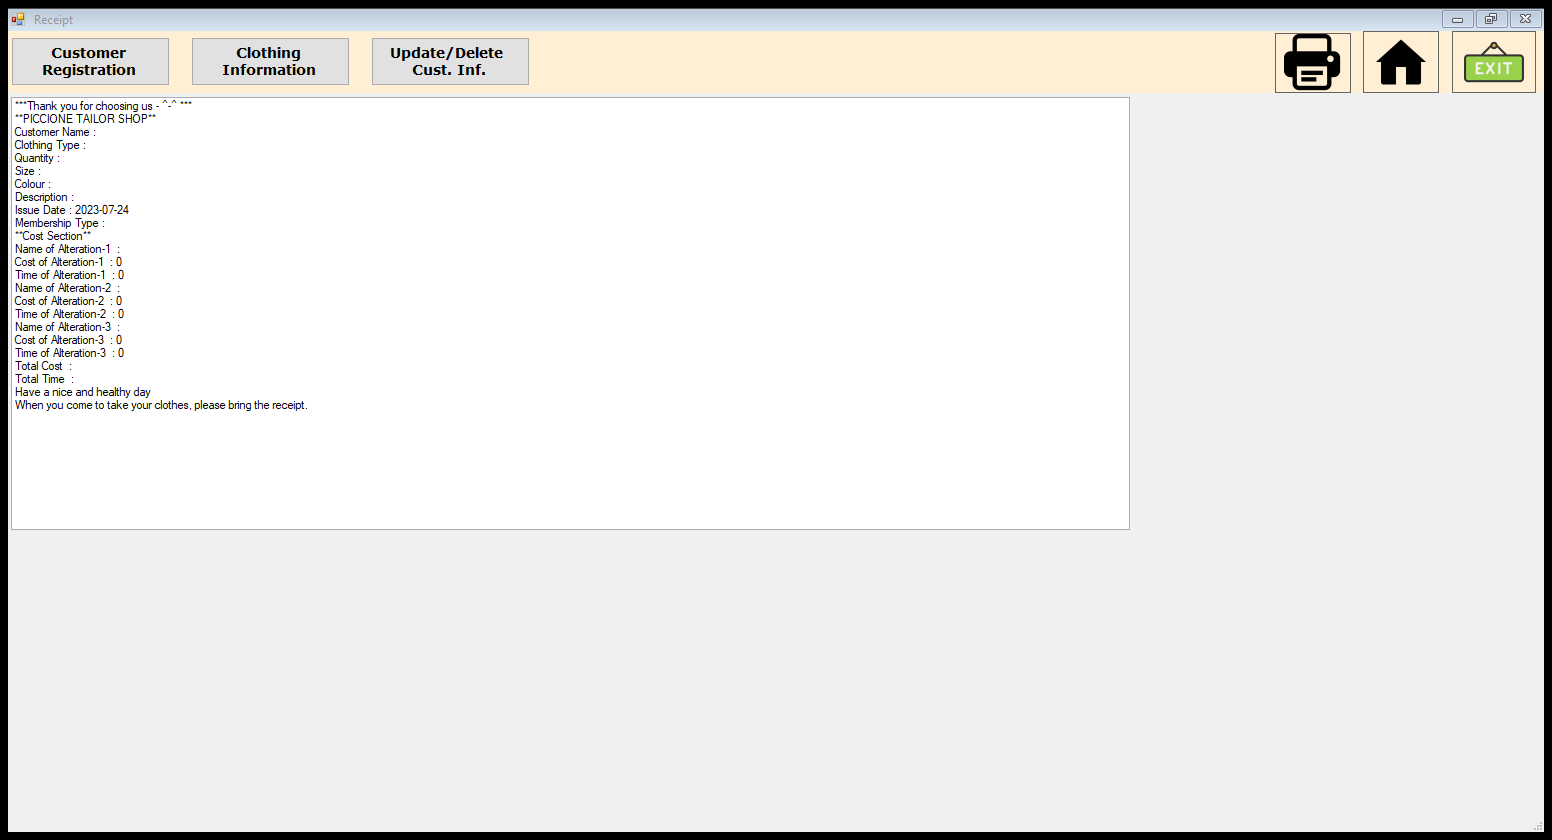 Receipt
Customer
Registration
Clothing
Information
Update/Delete
Cust. Inf.
EXIT
***Thank you for choosing us - ^-^ ***
**PICCIONE TAILOR SHOP**
Customer Name :
Clothing Type :
Quantity :
Size :
Colour :
Description :
Issue Date : 2023-07-24
Membership Type :
**Cost Section**
Name of Alteration-1  :
Cost of Alteration-1  : 0
Time of Alteration-1  : 0
Name of Alteration-2  :
Cost of Alteration-2  : 0
Time of Alteration-2  : 0
Name of Alteration-3  :
Cost of Alteration-3  : 0
Time of Alteration-3  : 0
Total Cost  :
Total Time  :
Have a nice and healthy day
When you come to take your clothes, please bring the receipt.